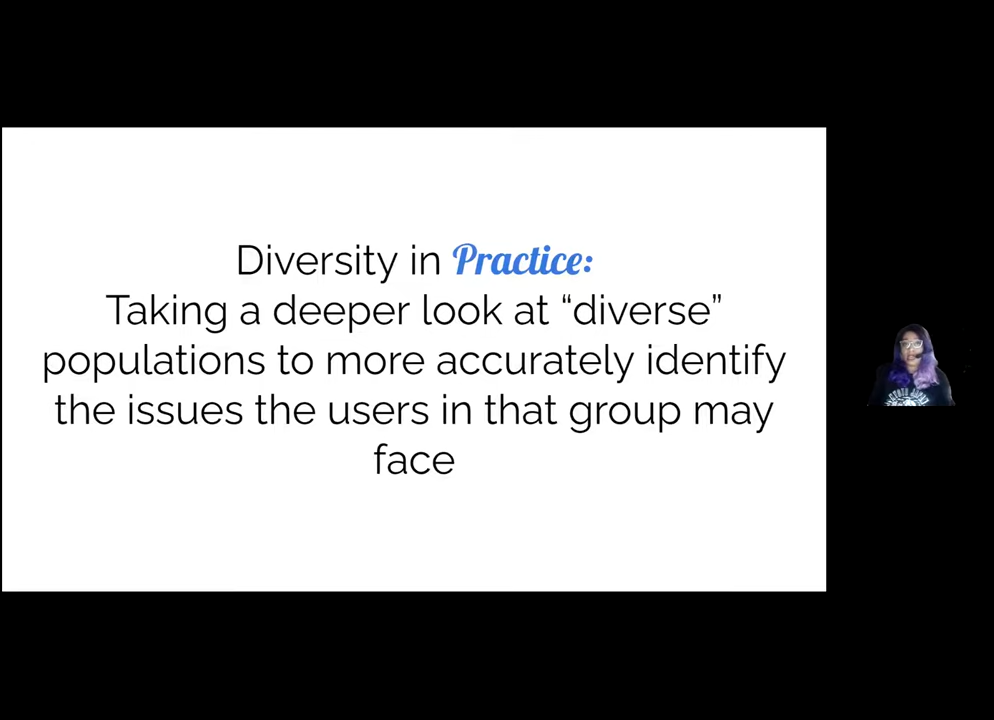 Diversity in Practice:
Taking a deeper look at “diverse”
populations to more accurately identify
the issues the users in that group may
face